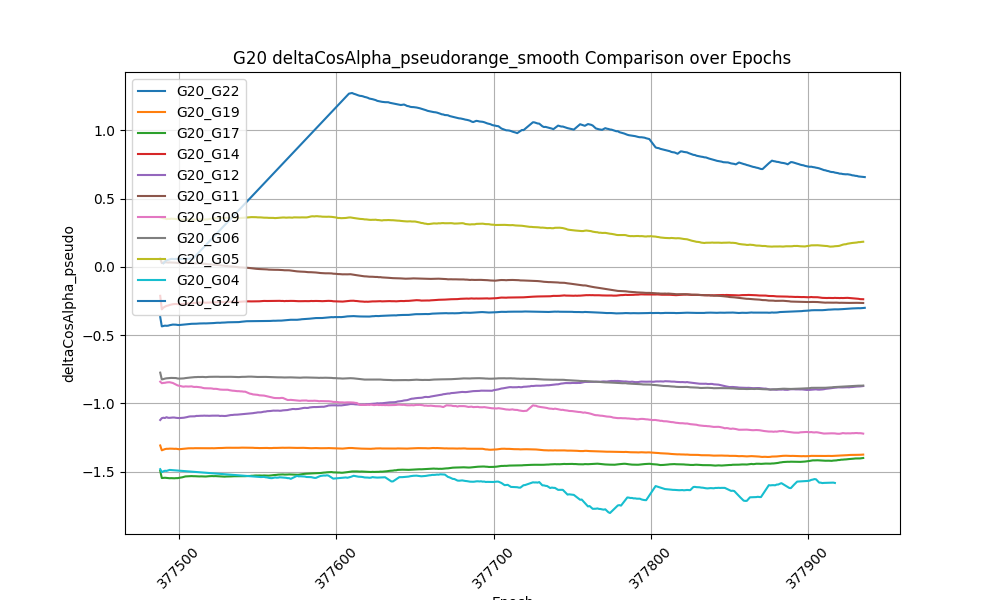 G20 deltaCosAlpha_pseudorange_smooth Comparison over Epochs
G20_G22
G20_G19
G20_G17
G20_G14
G20_G12
G20_G11
G20_G09
G20_G06
G20_G05
G20_G04
G20_G24
deltaCosAlpha_pseudo
1.0
0.5
0.0
−0.5
−1.0
−1.5
377500
377600
377700
377800
377900
Epoch